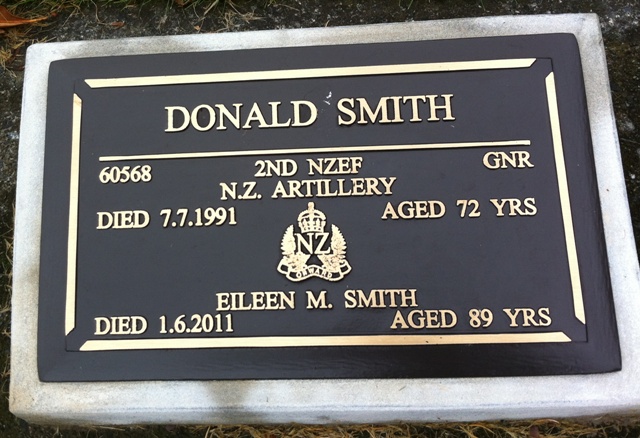 DONALD SMITH
60568 2ND NZEF GNR
N.Z. ARTILLERY
DIED 7.7.1991 AGED 72 YRS
NZ
ONWARD
EILEEN M. SMITH
DIED 1.6.2011 AGED 89 YRS